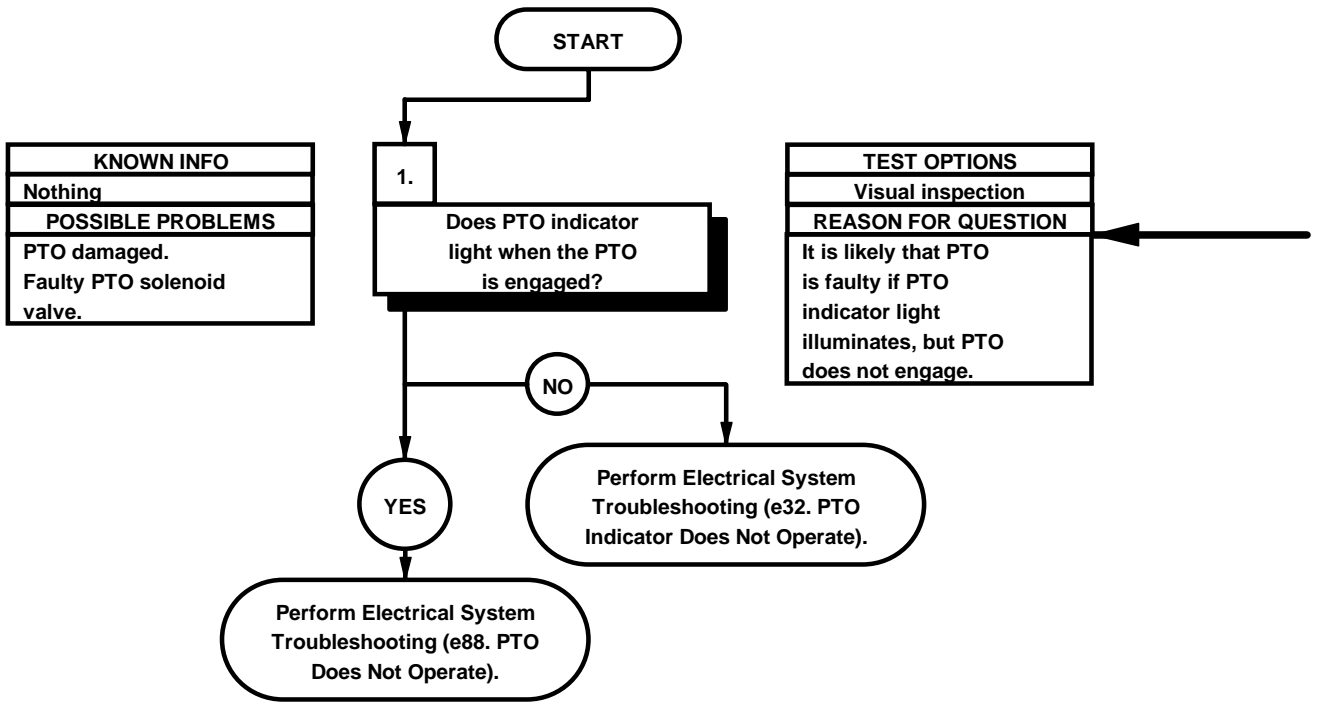 START
KNOWN INFO
Nothing
POSSIBLE PROBLEMS
PTO damaged.
Faulty PTO solenoid
valve.
1.
Does PTO indicator
light when the PTO
is engaged?
TEST OPTIONS
Visual inspection
REASON FOR QUESTION
It is likely that PTO
is faulty if PTO
indicator light
illuminates, but PTO
does not engage.
NO
YES
Perform Electrical System
Troubleshooting (e32. PTO
Indicator Does Not Operate).
Perform Electrical System
Troubleshooting (e88. PTO
Does Not Operate).